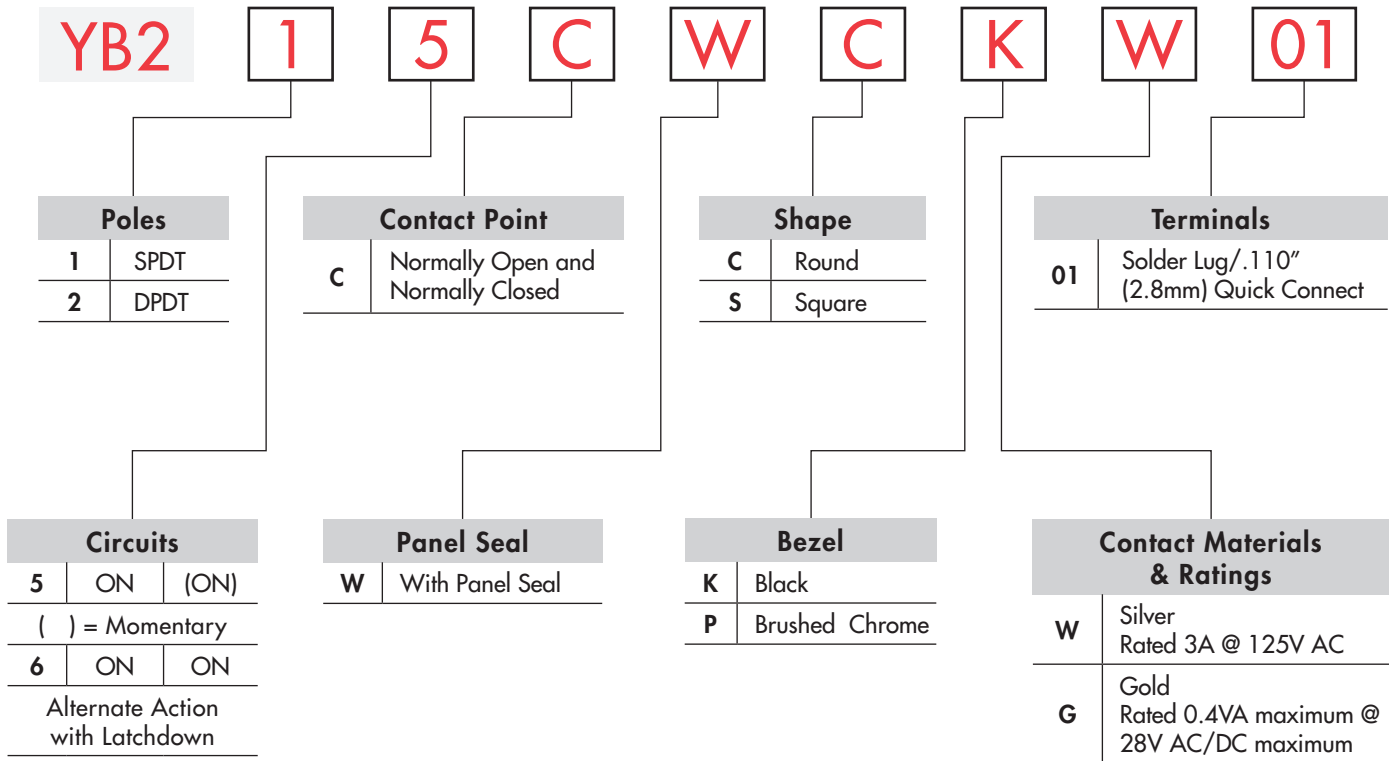 YB2 1 5 C W C K W 01
Poles
1 SPDT
2 DPDT
Contact Point
C Normally Open and
Normally Closed
Shape
C Round
S Square
Terminals
01 Solder Lug/.110”
(2.8mm) Quick Connect
Circuits
5 ON (ON)
( ) = Momentary
6 ON ON
Alternate Action
with Latchdown
Panel Seal
W With Panel Seal
Bezel
K Black
P Brushed Chrome
Contact Materials
& Ratings
W Silver
Rated 3A @ 125V AC
G Gold
Rated 0.4VA maximum @
28V AC/DC maximum